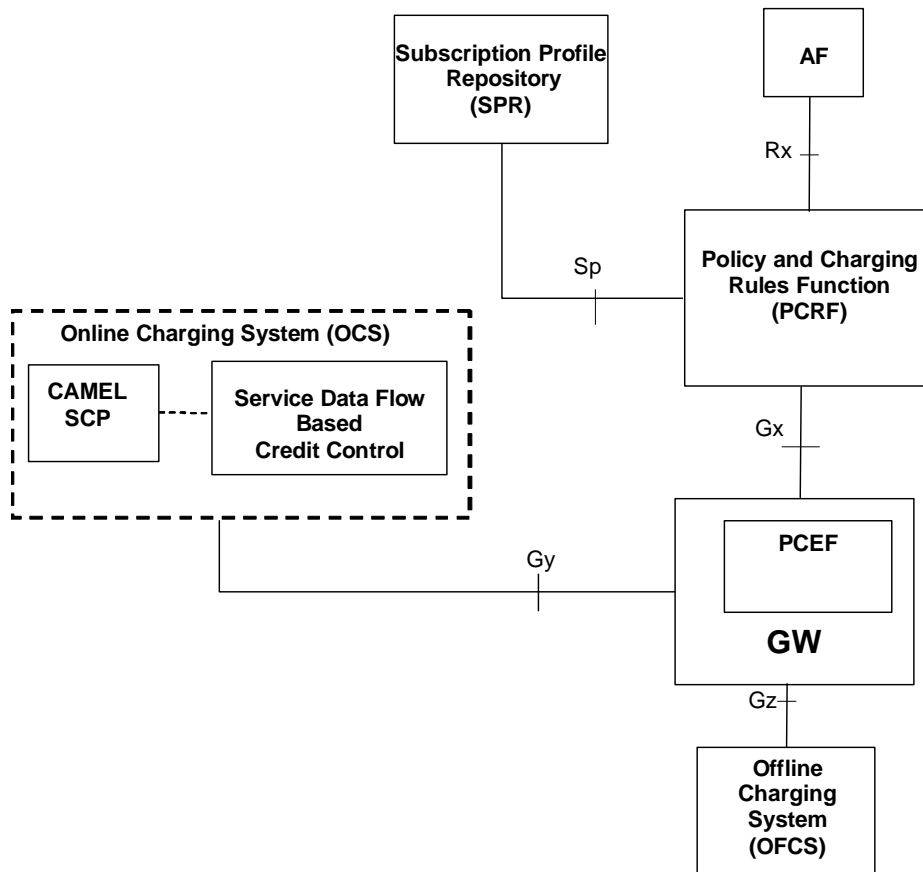 Subscription Profile
Repository
(SPR)
AF
Rx
Sp
Policy and Charging
Rules Function
(PCRF)
Online Charging System (OCS)
CAMEL
SCP
Service Data Flow
Based
Credit Control
Gx
PCEF
Gy
GW
Gz
Offline
Charging
System
(OFCS)